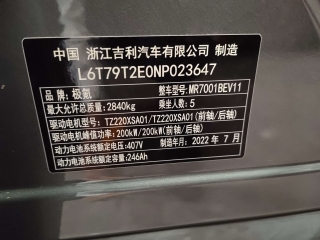 中国 浙江吉利汽车有限公司 制造
L6T79T2E0NP023647
品牌：极氪 整车型号：MR7001BEV11
最大允许总质量：2840kg 乘坐人数：5
驱动电机型号：TZ220XSA01/TZ220XSA01(前轴/后轴)
驱动电机峰值功率：200kW/200kW(前轴/后轴)
动力电池系统额定电压：407V 制造年月：2022 年 7 月
动力电池系统额定容量：246Ah